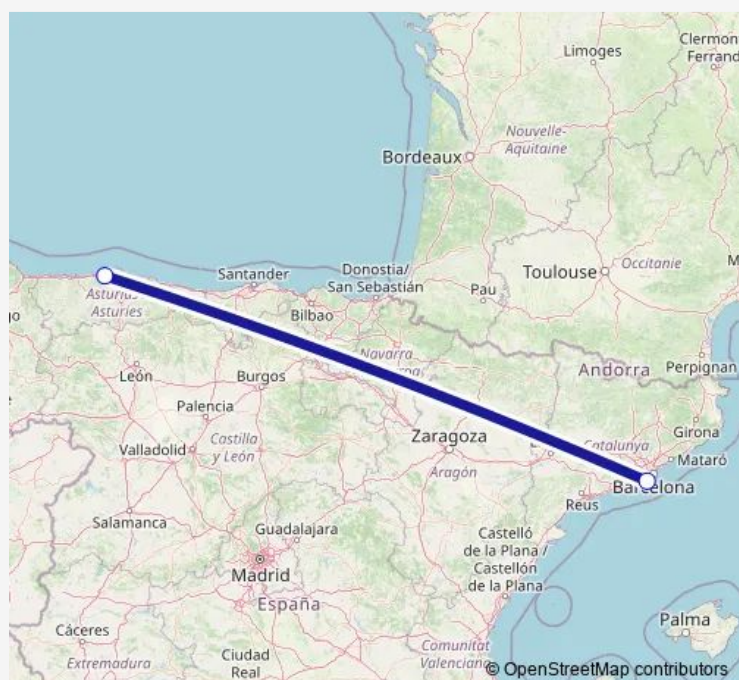 Clermont
Ferrand
Limoges
Nouvelle-
Aquitaine
Bordeaux
Toulouse
Occitanie
Donostia/
San Sebastián
Santander
Pau
Asturias
Asturies
Bilbao
Navarra
León
Burgos
Andorra
Perpignan
Palencia
Castilla
y León
Zaragoza
Catalunya
Girona
Valladolid
Aragón
Mataró
Barcelona
Reus
Salamanca
Guadalajara
Castelló
de la Plana /
Castellón
de la Plana
Madrid
España
Palma
Cáceres
Extremadura
Ciudad
Real
Comunitat
Valenciana
© OpenStreetMap contributors